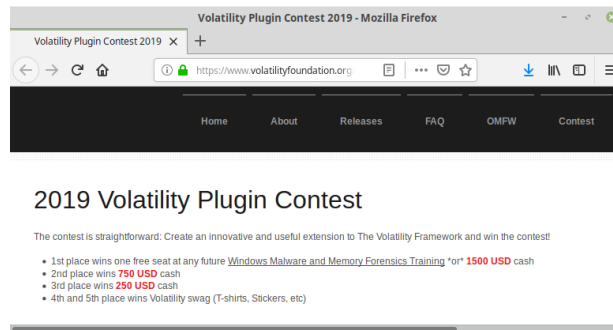 Volatility Plugin Contest 2019 - Mozilla Firefox
Volatility Plugin Contest 2019
https://www.volatilityfoundation.org
Home About Releases FAQ OMFW Contest
2019 Volatility Plugin Contest
The contest is straightforward: Create an innovative and useful extension to The Volatility Framework and win the contest!
• 1st place wins one free seat at any future Windows Malware and Memory Forensics Training *or* 1500 USD cash
• 2nd place wins 750 USD cash
• 3rd place wins 250 USD cash
• 4th and 5th place wins Volatility swag (T-shirts, Stickers, etc)